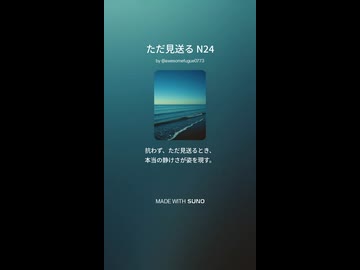 ただ見送る N24
by @awesomefugue0773
抗わず、ただ見送るとき、
本当の静けさが姿を現す。
MADE WITH SUNO